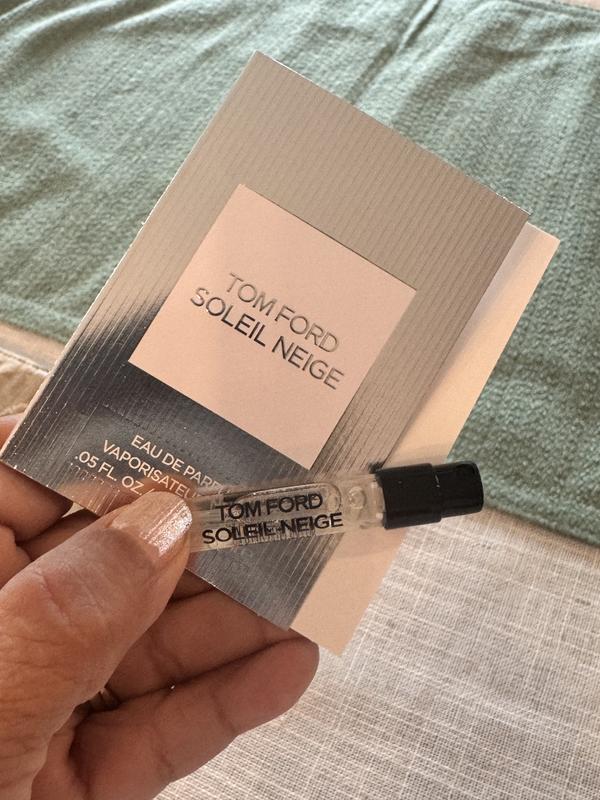 TOM FORD
SOLEIL NEIGE
EAU DE PARF
VAPORISATEU
.05 FL. OZ.
TOM FORD
SOLEIL NEIGE